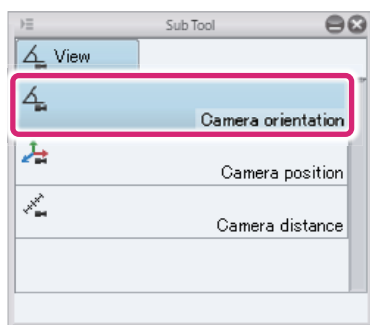 Sub Tool
View
Camera orientation
Camera position
Camera distance